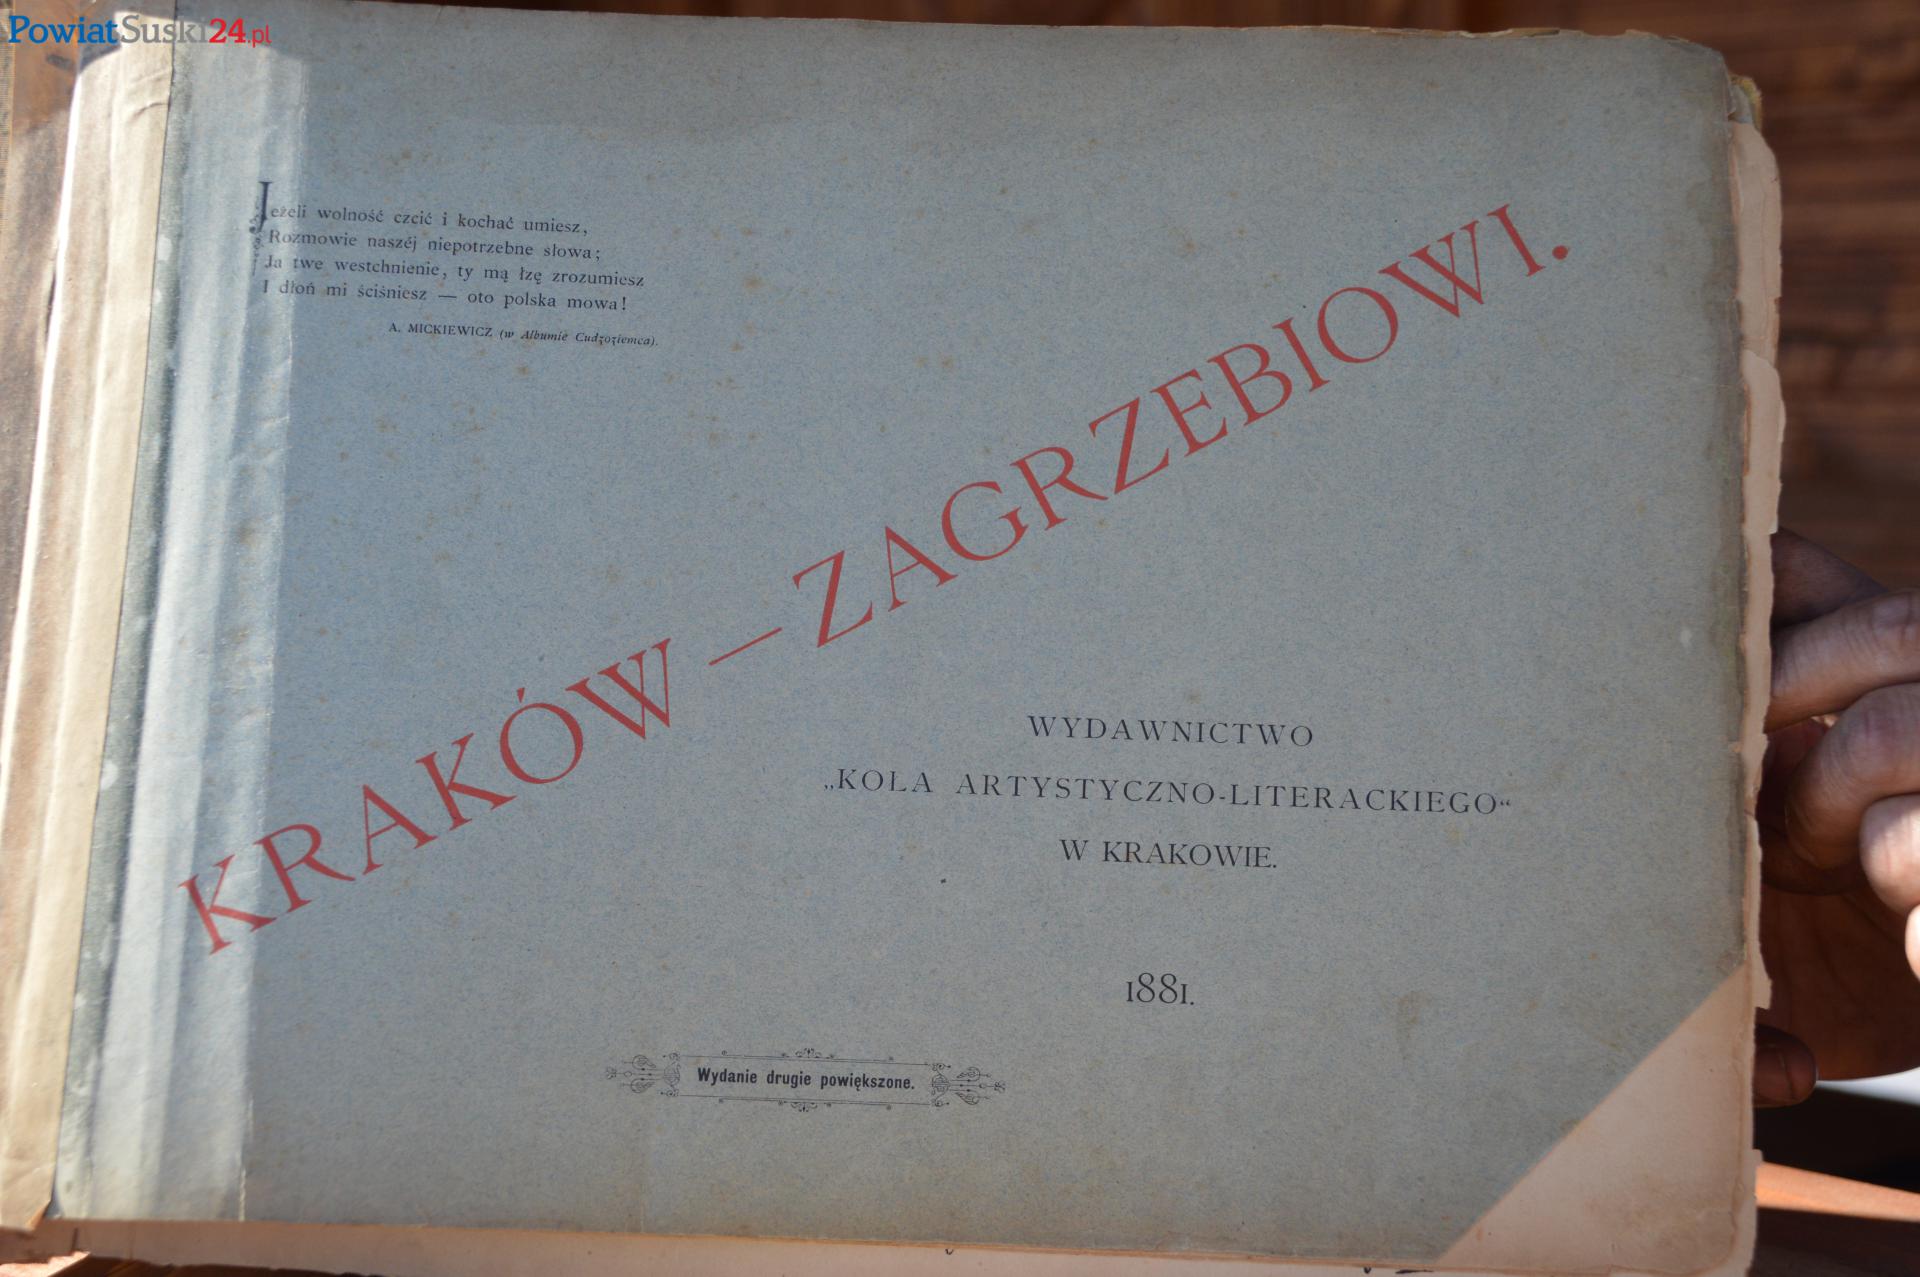 PowiatSuski24.pl
Jeżeli wolność czcić i kochać umiesz,
Rozmowie naszéj niepotrzebne słowa;
Ja twe westchnienie, ty mą łzę zrozumiesz
I dłoń mi ściśniesz — oto polska mowa!
A. MICKIEWICZ (w Albumie Cudzoziemca).
KRAKÓW — ZAGRZEBIOWI.
WYDAWNICTWO
„KOŁA ARTYSTYCZNO-LITERACKIEGO“
W KRAKOWIE.
1881.
Wydanie drugie powiększone.